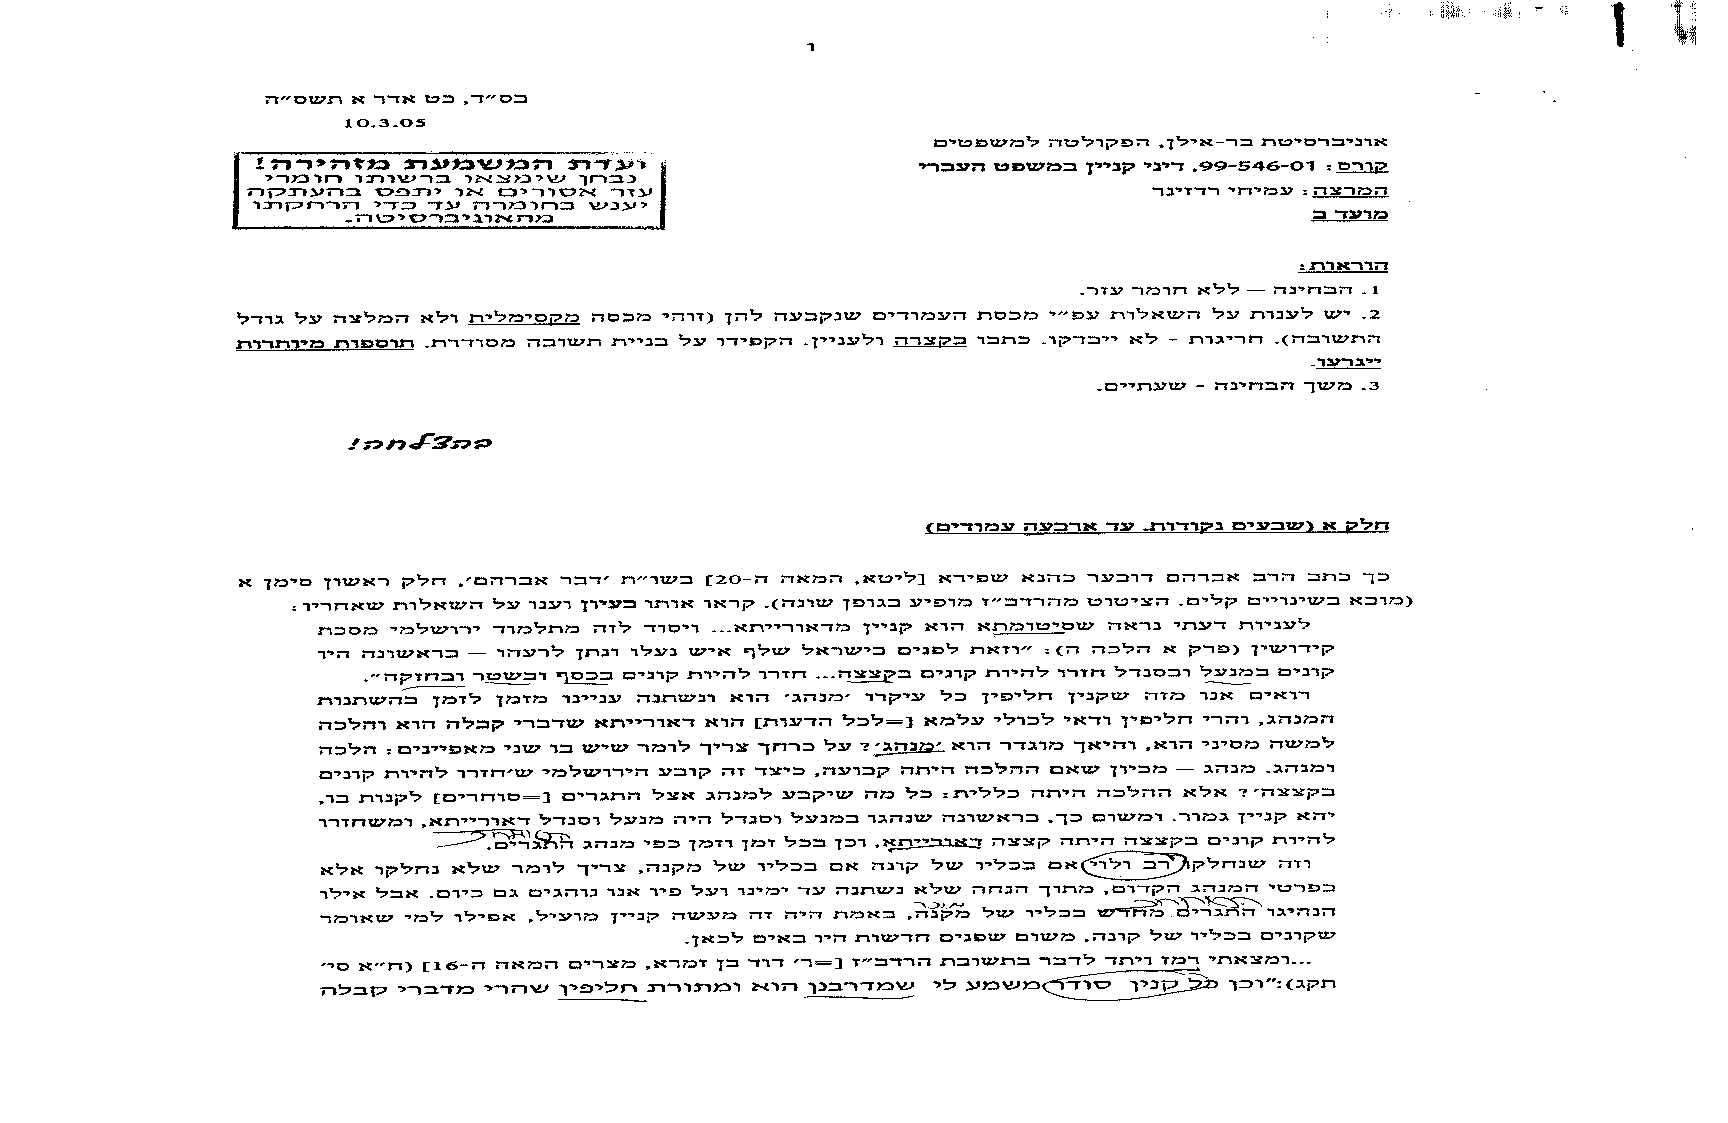 ו
בס״ד, כט אדר א תשס״ה
10.3.05
ועדת המשמעת מזהירה!
נבחן שימצאו ברשותו חומרי
עזר אסורים או יתפס בהעתקה
יענש בחומרה עד כדי הרחקתו
מהאוניברסיטה.
אוניברסיטת בר-אילן, הפקולטה למשפטים
קורס: 99-546-01, דיני קניין במשפט העברי
המרצה: עמיחי רדזינר
מועד ב
הוראות:
1. הבחינה – ללא חומר עזר.
2. יש לענות על השאלות עפ״י מכסת העמודים שנקבעה להן (זוהי מכסה מקסימלית ולא המלצה על גודל
התשובה). חריגות - לא ייבדקו. כתבו בקצרה ולעניין. הקפידו על בניית תשובה מסודרת. תוספות מיותרות
ייגרעו.
3. משך הבחינה - שעתיים.
בהצלחה!
חלק א (שבעים נקודות, עד ארבעה עמודים)
כך כתב הרב אברהם דובער כהנא שפירא [ליטא, המאה ה-20] בשו״ת 'דבר אברהם', חלק ראשון סימן א
(מובא בשינויים קלים. הציטוט מהרדב״ז מופיע בגופן שונה). קראו אותו בעיון וענו על השאלות שאחריו:
לעניות דעתי נראה שסיטומתא הוא קניין מדאורייתא... ויסוד לזה מתלמוד ירושלמי מסכת
קידושין (פרק א הלכה ה): ״וזאת לפנים בישראל שלף איש נעלו ונתן לרעהו – בראשונה היו
קונים במנעל ובסנדל חזרו להיות קונים בקצצה... חזרו להיות קונים בכסף ובשטר ובחזקה״.
רואים אנו מזה שקנין חליפין כל עיקרו 'מנהג' הוא ונשתנה עניינו מזמן לזמן בהשתנות
המנהג, והרי חליפין ודאי לכולי עלמא [=לכל הדעות] הוא דאורייתא שדברי קבלה הוא והלכה
למשה מסיני הוא, והיאך מוגדר הוא 'מנהג'? על כרחך צריך לומר שיש בו שני מאפיינים: הלכה
ומנהג. מנהג – מכיון שאם ההלכה היתה קבועה, כיצד זה קובע הירושלמי ש'חזרו להיות קונים
בקצצה'? אלא ההלכה היתה כללית: כל מה שיקבע למנהג אצל התגרים [=סוחרים] לקנות בו,
יהא קניין גמור. ומשום כך, בראשונה שנהגו במנעל וסנדל היה מנעל וסנדל דאורייתא, ומשחזרו
להיות קונים בקצצה היתה קצצה דאורייתא, וכן בכל זמן וזמן כפי מנהג התגרים.
וזה שנחלקו רב ולוי אם בכליו של קונה אם בכליו של מקנה, צריך לומר שלא נחלקו אלא
בפרטי המנהג הקדום, מתוך הנחה שלא נשתנה עד ימינו ועל פיו אנו נוהגים גם כיום. אבל אילו
הנהיגו התגרים מחדש בכליו של מקנה, באמת היה זה מעשה קניין מועיל, אפילו למי שאומר
שקונים בכליו של קונה, משום שפנים חדשות היו באים לכאן.
...ומצאתי רמז ויתד לדבר בתשובת הרדב״ז [=ר' דוד בן זמרא, מצרים המאה ה-16] (ח״א סי'
תקג):״וכן כל קנין סודר משמע לי שמדרבנן הוא ומתורת חליפין שהרי מדברי קבלה